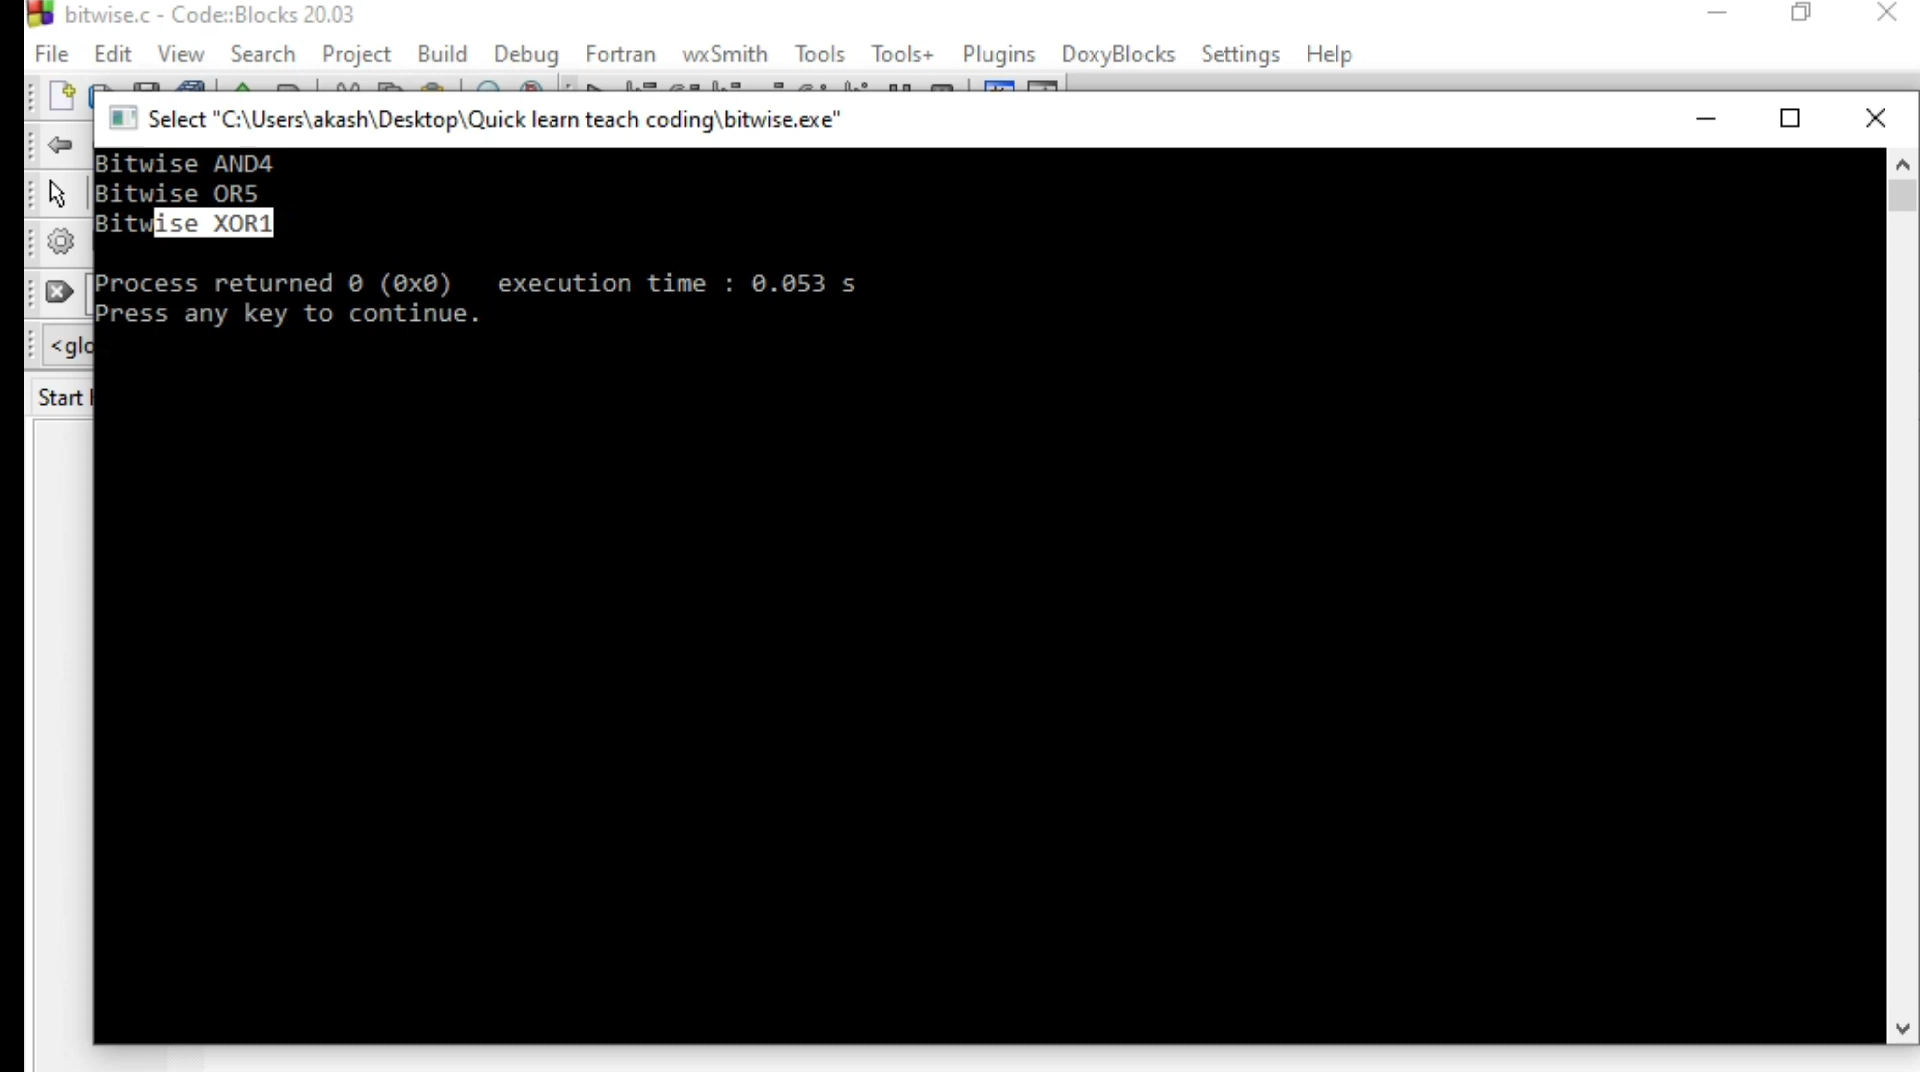 bitwise.c - Code::Blocks 20.03
File Edit View Search Project Build Debug Fortran wxSmith Tools Tools+ Plugins DoxyBlocks Settings Help
Select "C:\Users\akash\Desktop\Quick learn teach coding\bitwise.exe"
Bitwise AND4
Bitwise OR5
Bitwise XOR1
Process returned 0 (0x0)   execution time : 0.053 s
Press any key to continue.
<glo
Start